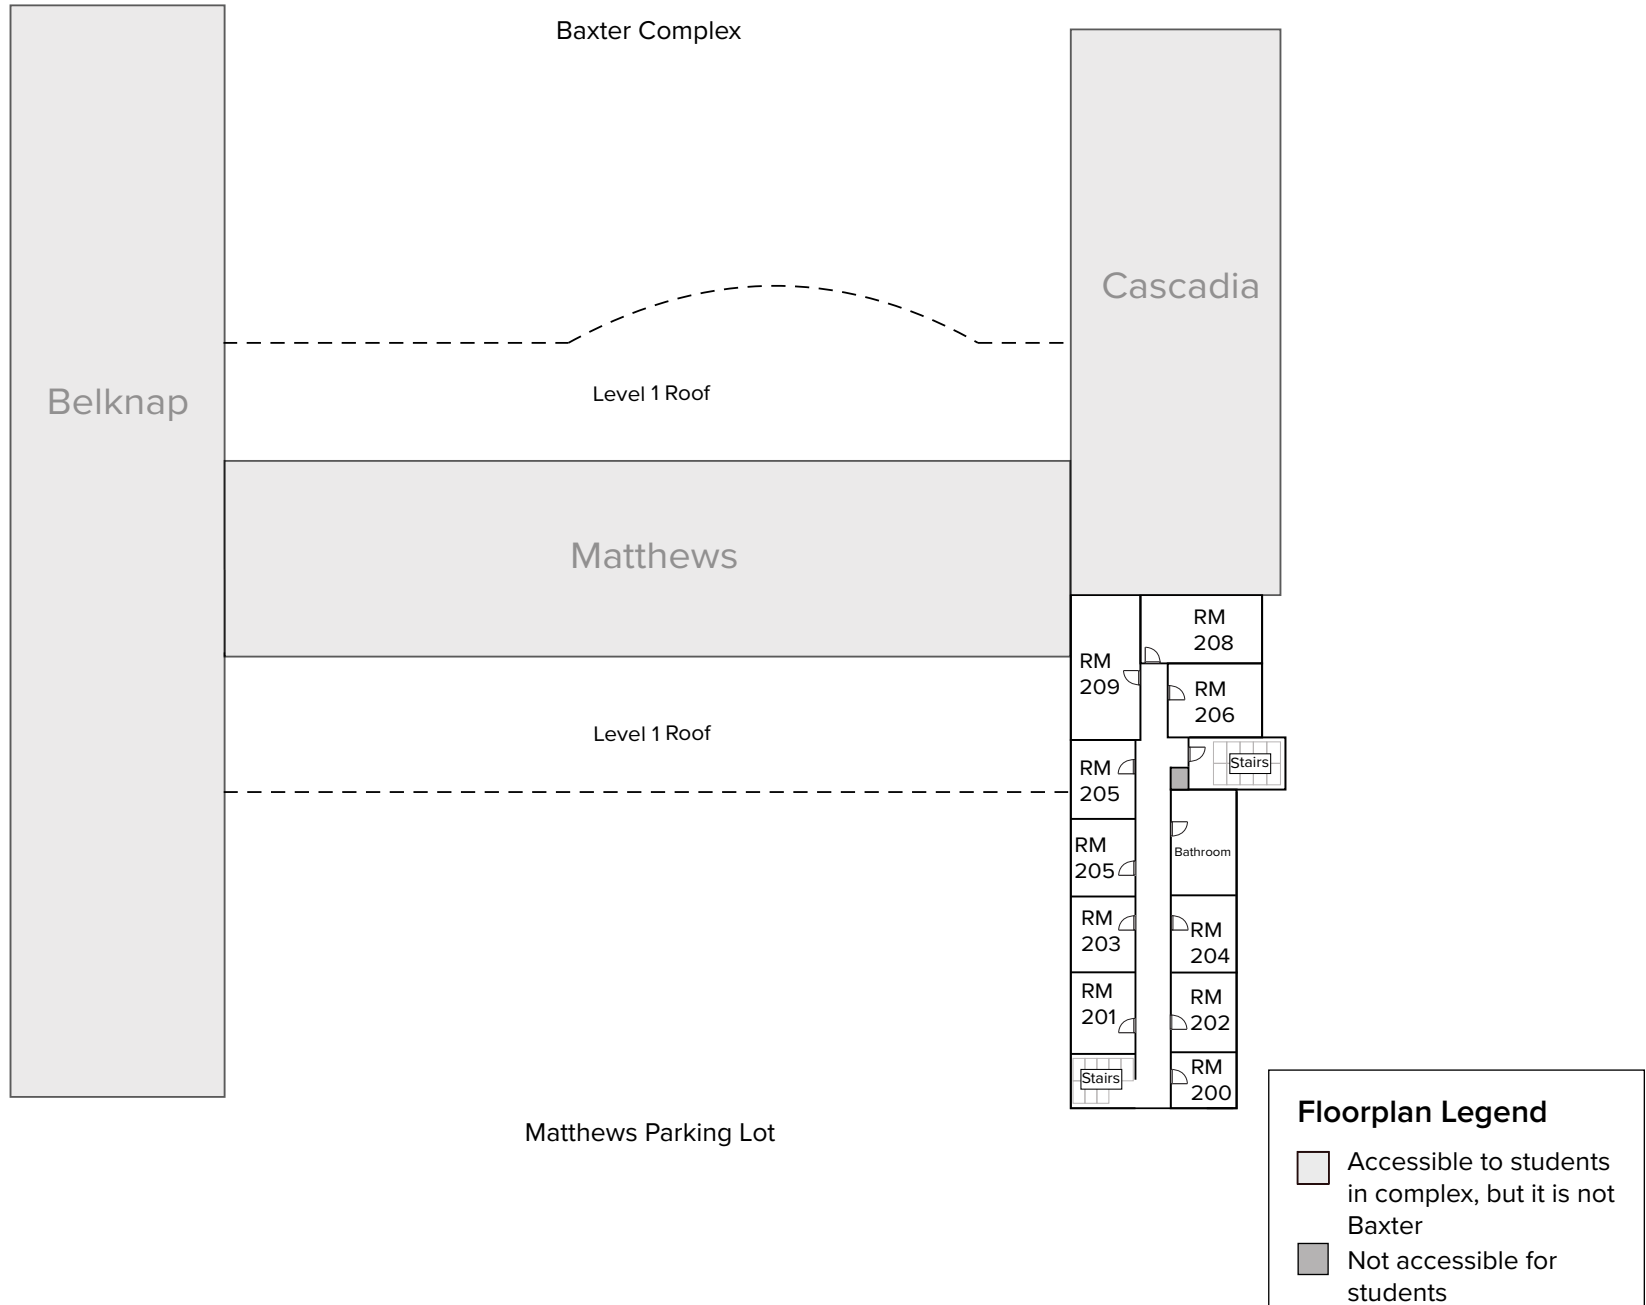 Baxter Complex
Cascadia
Belknap
Level 1 Roof
Matthews
RM
208
RM
209
RM
206
Level 1 Roof
Stairs
RM
205
RM
205
Bathroom
RM
203
RM
204
RM
201
RM
202
Stairs
RM
200
Matthews Parking Lot
Floorplan Legend
Accessible to students
in complex, but it is not
Baxter
Not accessible for
students